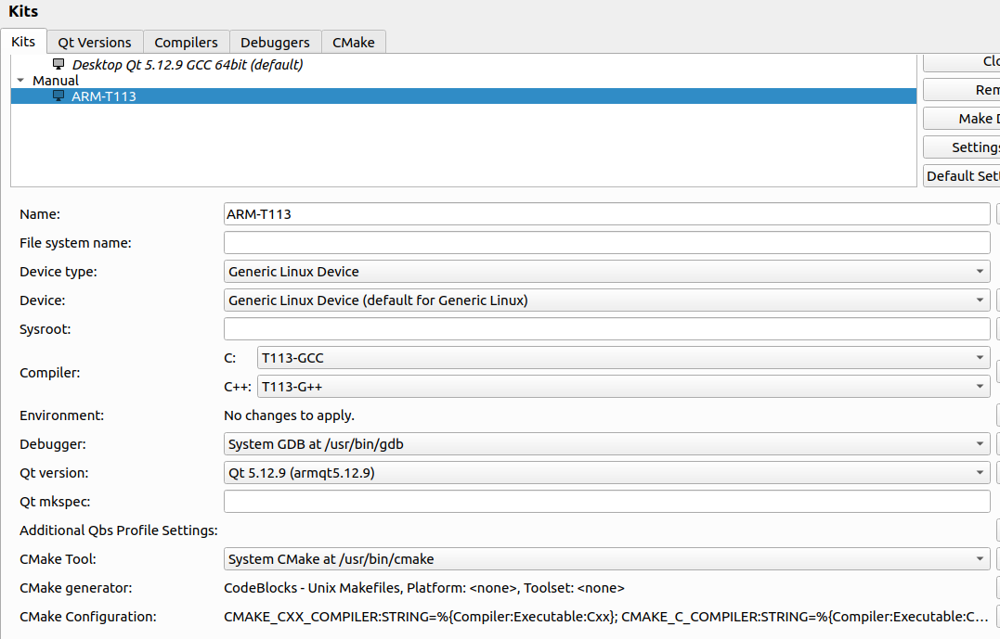 Kits
Kits Qt Versions Compilers Debuggers CMake
Desktop Qt 5.12.9 GCC 64bit (default)
Manual
ARM-T113
Clo
Rem
Make D
Settings
Default Sett
Name: ARM-T113
File system name:
Device type: Generic Linux Device
Device: Generic Linux Device (default for Generic Linux)
Sysroot:
Compiler:
C: T113-GCC
C++: T113-G++
Environment: No changes to apply.
Debugger: System GDB at /usr/bin/gdb
Qt version: Qt 5.12.9 (armqt5.12.9)
Qt mkspec:
Additional Qbs Profile Settings:
CMake Tool: System CMake at /usr/bin/cmake
CMake generator: CodeBlocks - Unix Makefiles, Platform: <none>, Toolset: <none>
CMake Configuration: CMAKE_CXX_COMPILER:STRING=%{Compiler:Executable:Cxx}; CMAKE_C_COMPILER:STRING=%{Compiler:Executable:C...